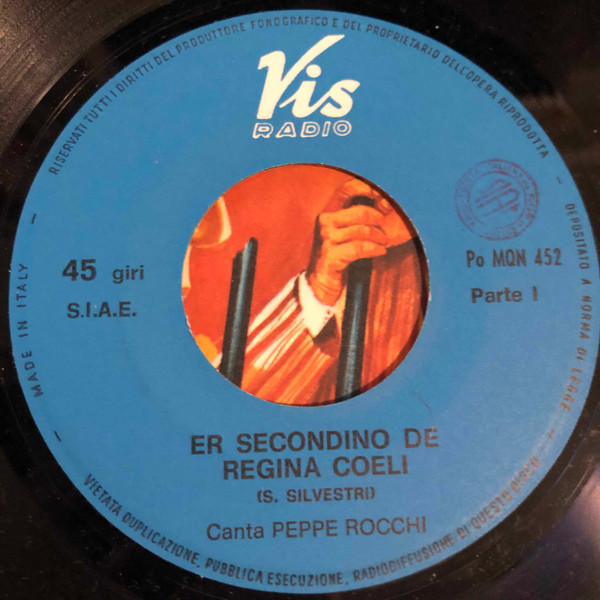 RISERVATI TUTTI I DIRITTI DEL PRODUTTORE FONOGRAFICO E DEL PROPRIETARIO DELL'OPERA RIPRODOTTA
Vis
RADIO
Po MQN 452
45 giri
Parte I
S.I.A.E.
MADE IN ITALY
DEPOSITATO A NORMA DI LEGGE
ER SECONDINO DE
REGINA COELI
(S. SILVESTRI)
Canta PEPPE ROCCHI
VIETATA DUPLICAZIONE, PUBBLICA ESECUZIONE, RADIODIFFUSIONE DI QUESTO DISCO